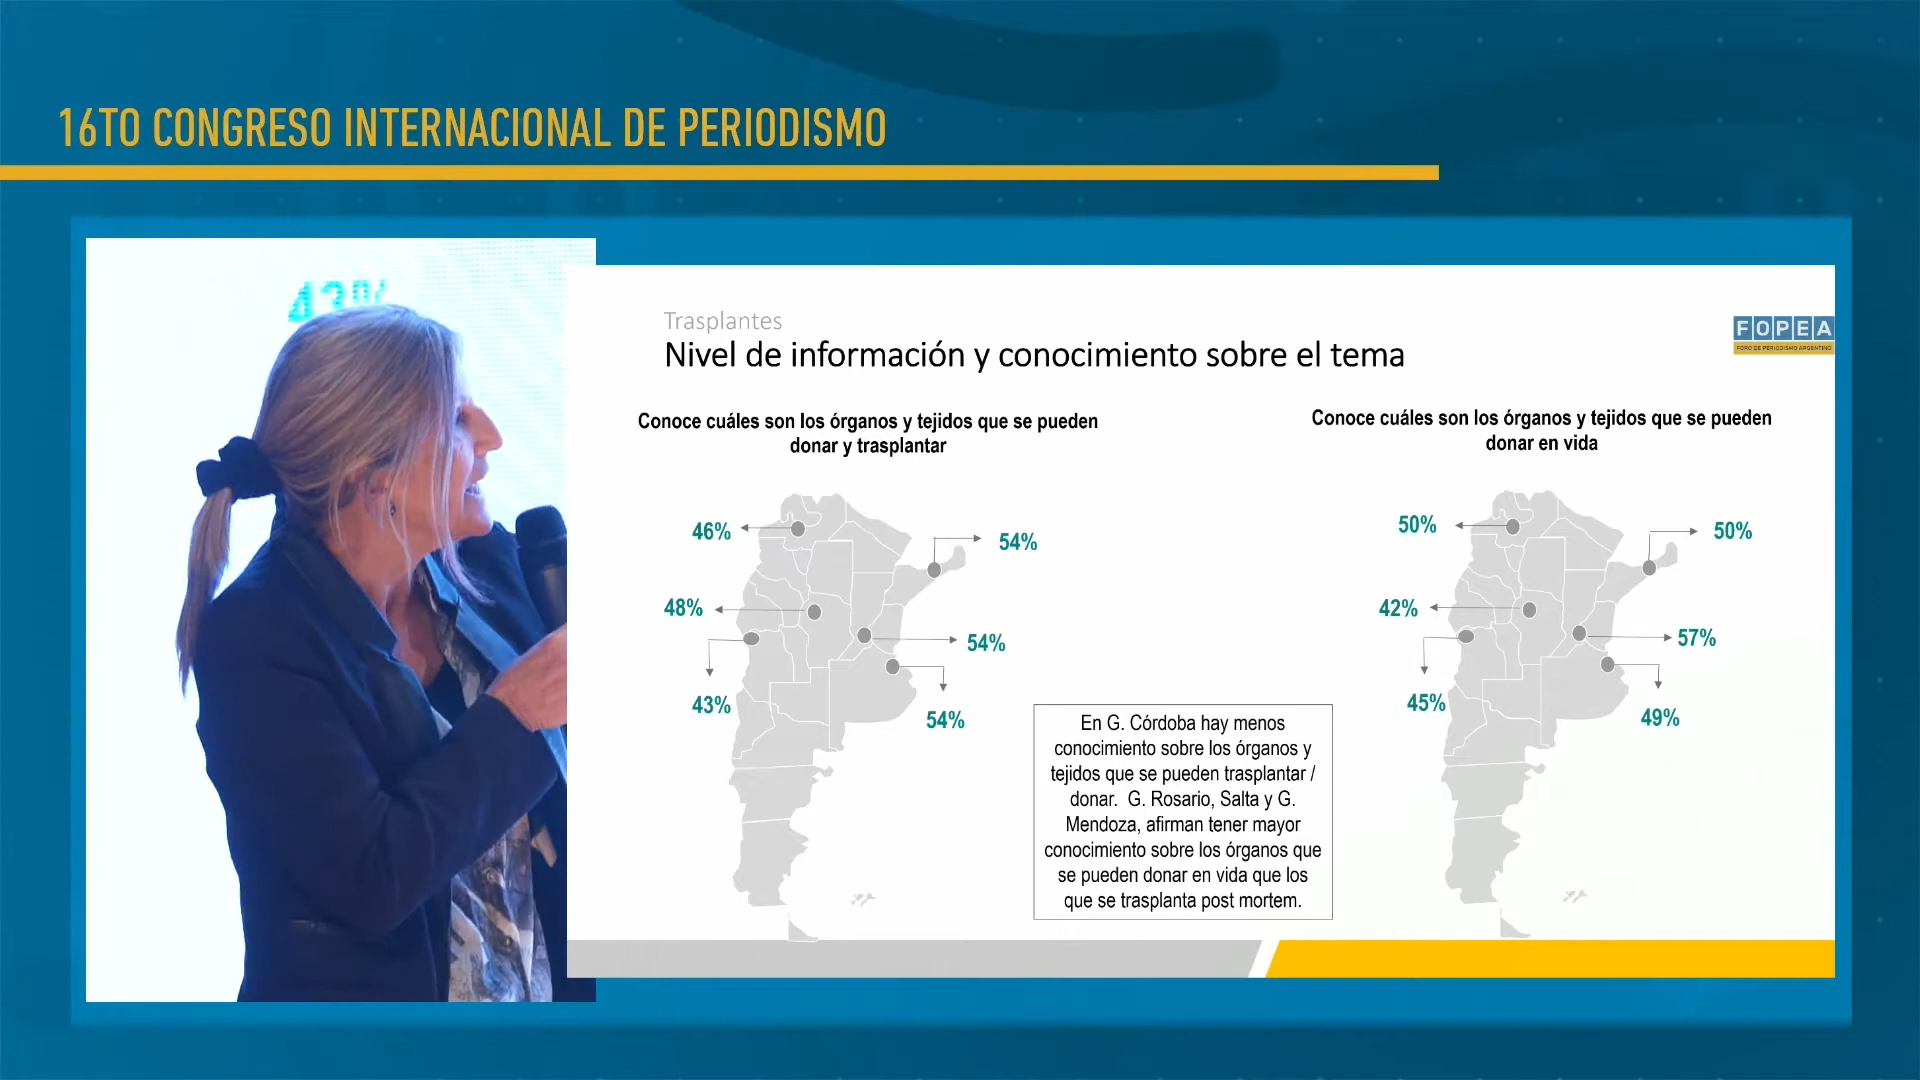 16TO CONGRESO INTERNACIONAL DE PERIODISMO
43%
Trasplantes
Nivel de información y conocimiento sobre el tema
FOPEA
FORO DE PERIODISMO ARGENTINO
Conoce cuáles son los órganos y tejidos que se pueden
donar y trasplantar
46%
54%
48%
54%
43%
54%
Conoce cuáles son los órganos y tejidos que se pueden
donar en vida
50%
50%
42%
57%
45%
49%
En G. Córdoba hay menos
conocimiento sobre los órganos y
tejidos que se pueden trasplantar /
donar. G. Rosario, Salta y G.
Mendoza, afirman tener mayor
conocimiento sobre los órganos que
se pueden donar en vida que los
que se trasplanta post mortem.